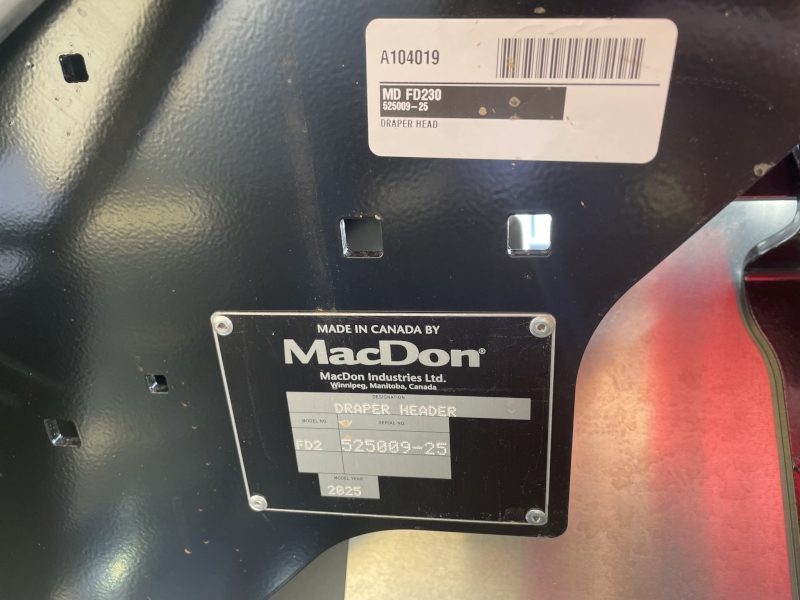 A104019
MD FD230
525009-25
DRAPER HEAD
MADE IN CANADA BY
MacDon®
MacDon Industries Ltd.
Winnipeg, Manitoba, Canada
DESIGNATION
DRAPER HEADER
MODEL NO SERIAL NO
FD2 525009-25
MODEL YEAR
2025